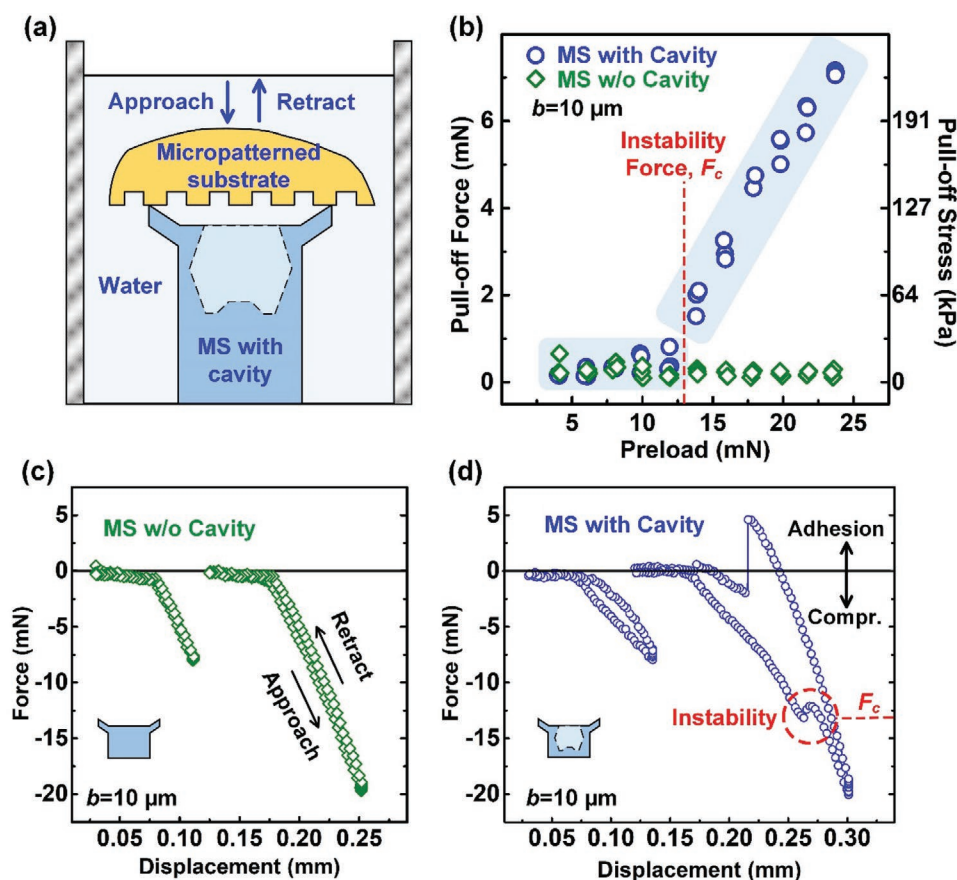 (a)
Approach
Retract
Micropatterned
substrate
Water
MS with
cavity
(b)
MS with Cavity
MS w/o Cavity
b=10 μm
Instability
Force, Fc
Pull-off Force (mN)
6
4
2
0
Pull-off Stress (kPa)
191
127
64
0
5
10
15
20
25
Preload (mN)
(c)
MS w/o Cavity
Force (mN)
5
0
-5
-10
-15
-20
Retract
Approach
b=10 μm
0.05
0.10
0.15
0.20
0.25
Displacement (mm)
(d)
MS with Cavity
Force (mN)
5
0
-5
-10
-15
-20
Adhesion
Compr.
Instability
Fc
b=10 μm
0.05
0.10
0.15
0.20
0.25
0.30
Displacement (mm)